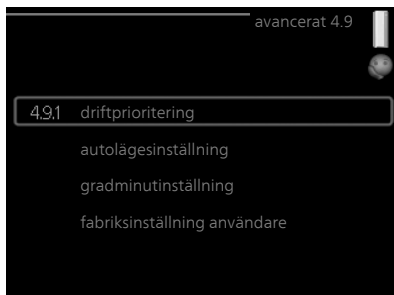 avancerat 4.9
4.9.1 driftprioritering
autolägesinställning
gradminutinställning
fabriksinställning användare